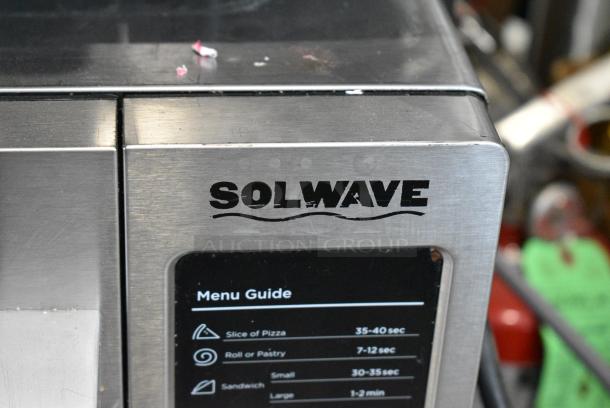 SOLWAVE
AUCTION GROUP
Menu Guide
Slice of Pizza 35-40 sec
Roll or Pastry 7-12 sec
Sandwich Small 30-35 sec
Large 1-2 min